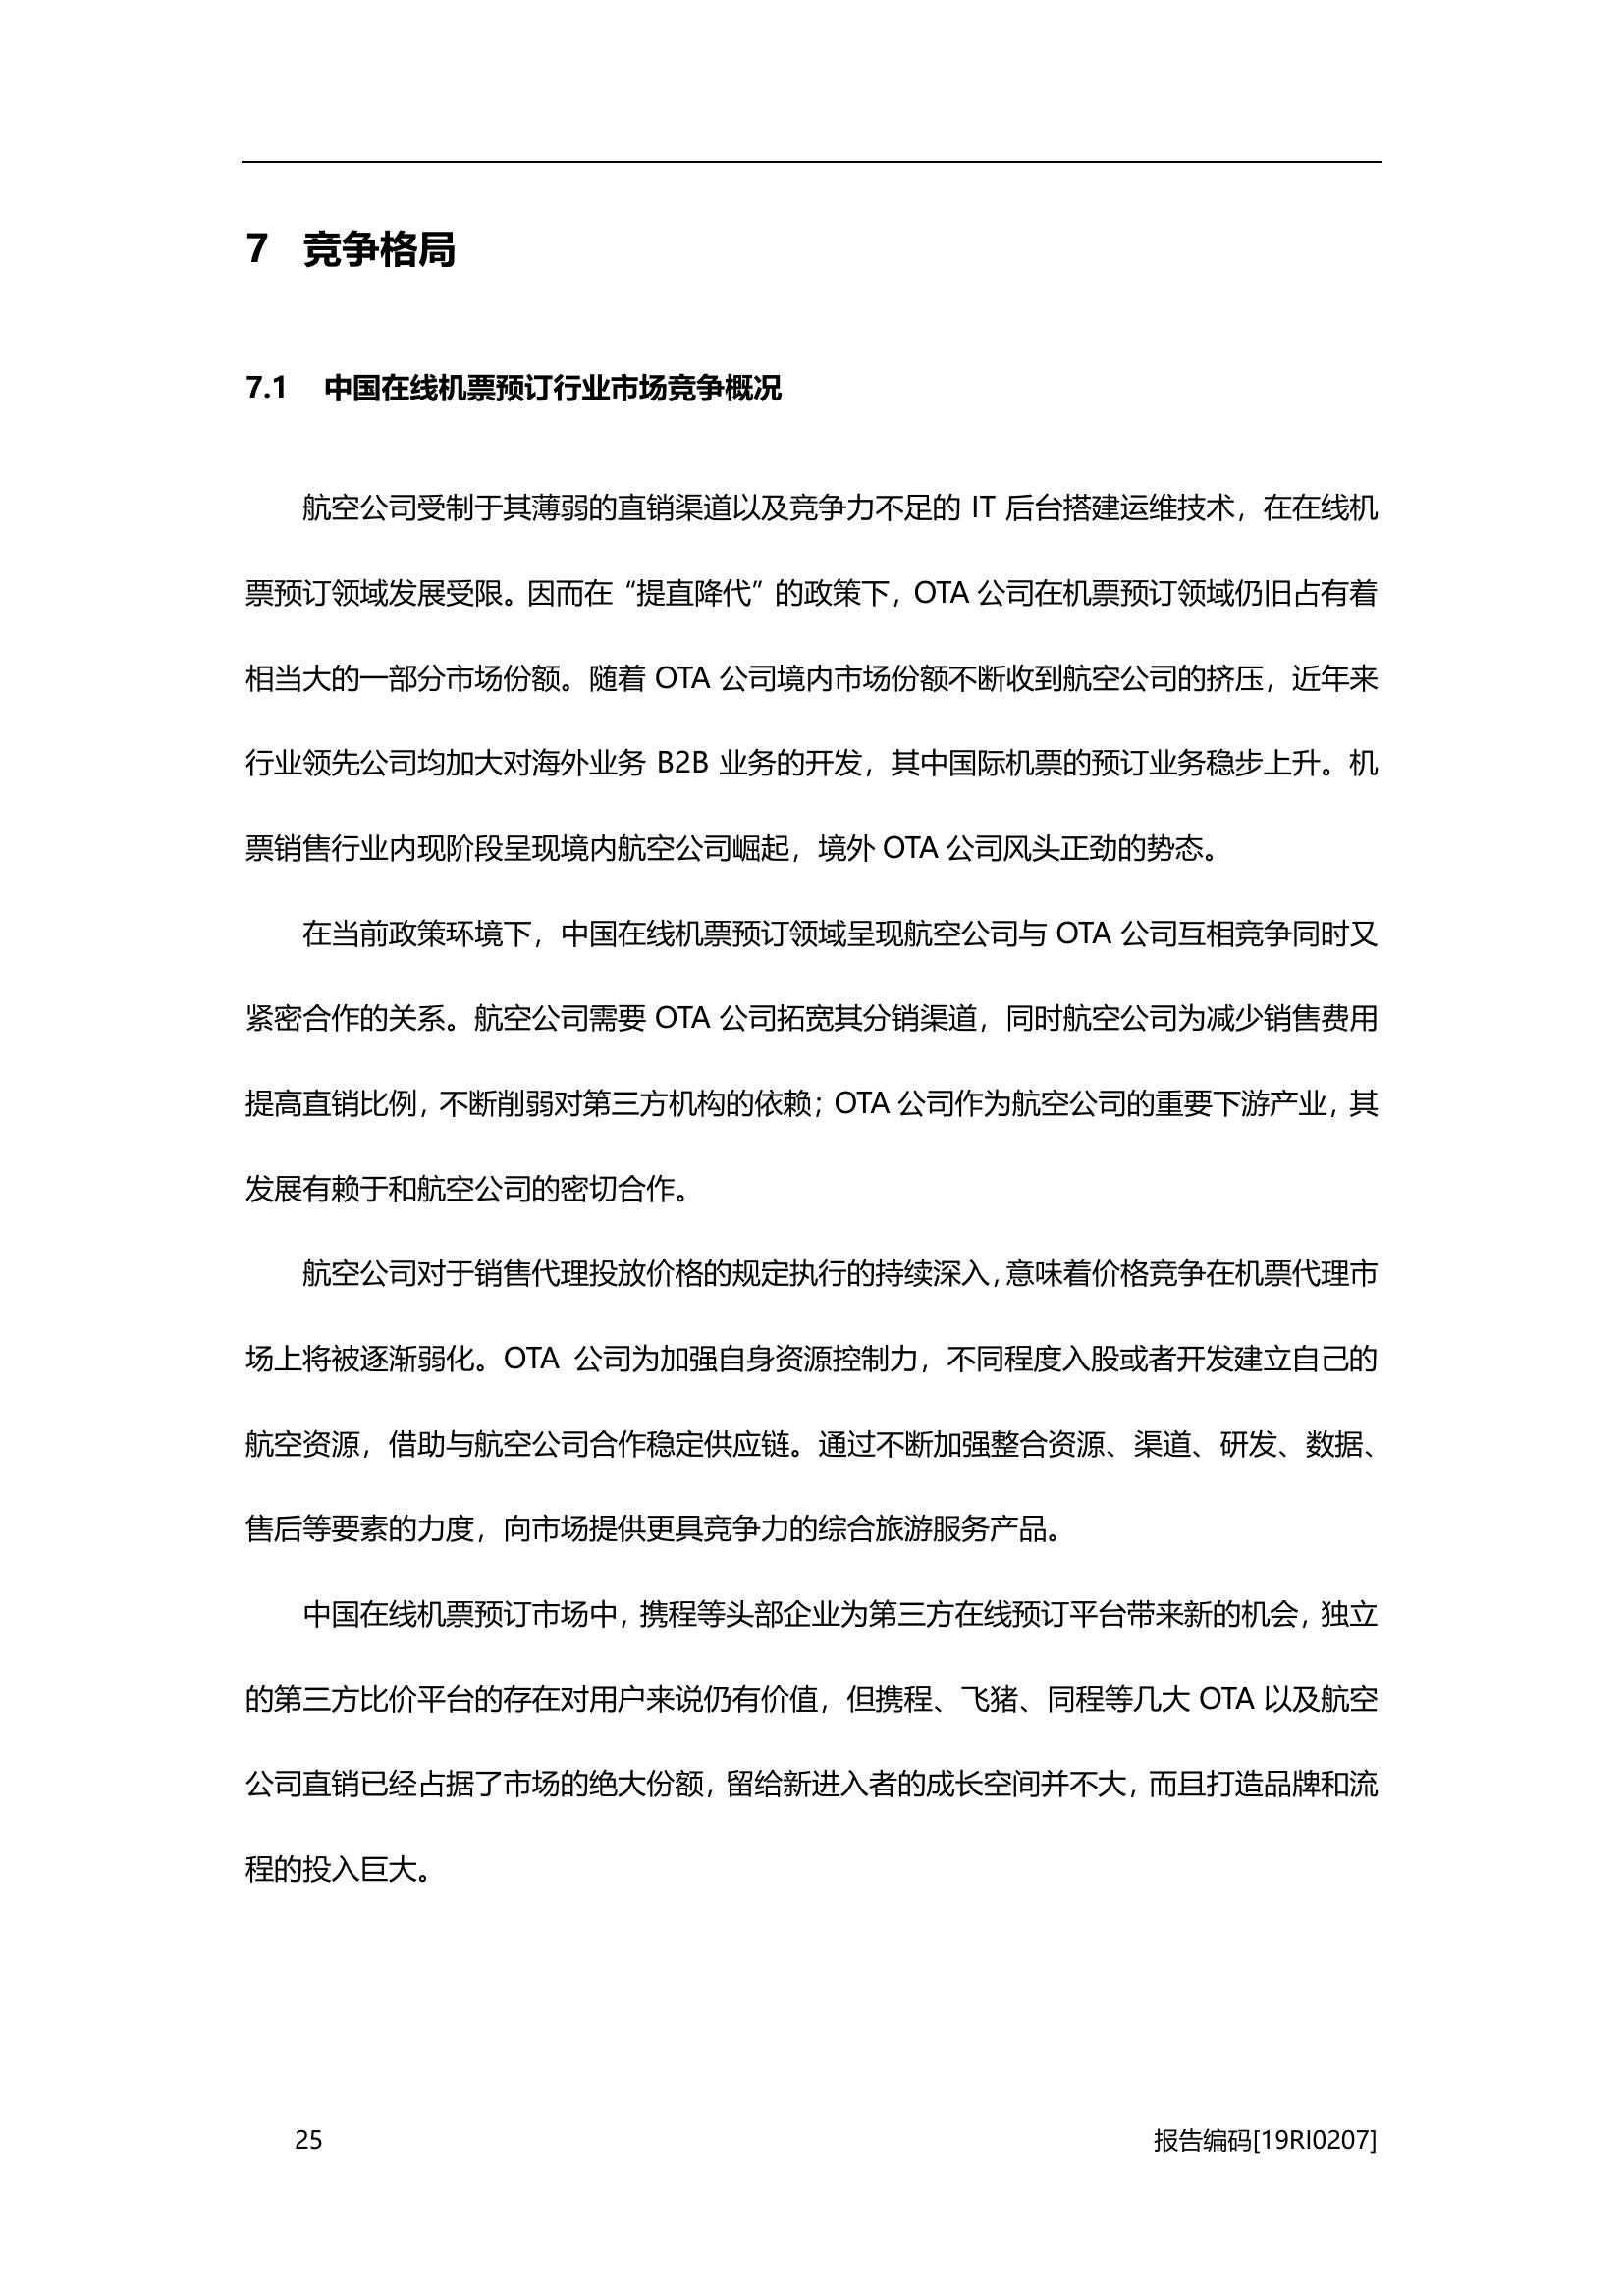 7 竞争格局
7.1 中国在线机票预订行业市场竞争概况
航空公司受制于其薄弱的直销渠道以及竞争力不足的 IT 后台搭建运维技术，在在线机
票预订领域发展受限。因而在“提直降代”的政策下，OTA 公司在机票预订领域仍旧占有着
相当大的一部分市场份额。随着 OTA 公司境内市场份额不断收到航空公司的挤压，近年来
行业领先公司均加大对海外业务 B2B 业务的开发，其中国际机票的预订业务稳步上升。机
票销售行业内现阶段呈现境内航空公司崛起，境外 OTA 公司风头正劲的势态。
在当前政策环境下，中国在线机票预订领域呈现航空公司与 OTA 公司互相竞争同时又
紧密合作的关系。航空公司需要 OTA 公司拓宽其分销渠道，同时航空公司为减少销售费用
提高直销比例，不断削弱对第三方机构的依赖；OTA 公司作为航空公司的重要下游产业，其
发展有赖于和航空公司的密切合作。
航空公司对于销售代理投放价格的规定执行的持续深入，意味着价格竞争在机票代理市
场上将被逐渐弱化。OTA 公司为加强自身资源控制力，不同程度入股或者开发建立自己的
航空资源，借助与航空公司合作稳定供应链。通过不断加强整合资源、渠道、研发、数据、
售后等要素的力度，向市场提供更具竞争力的综合旅游服务产品。
中国在线机票预订市场中，携程等头部企业为第三方在线预订平台带来新的机会，独立
的第三方比价平台的存在对用户来说仍有价值，但携程、飞猪、同程等几大 OTA 以及航空
公司直销已经占据了市场的绝大份额，留给新进入者的成长空间并不大，而且打造品牌和流
程的投入巨大。
25 报告编码[19RI0207]